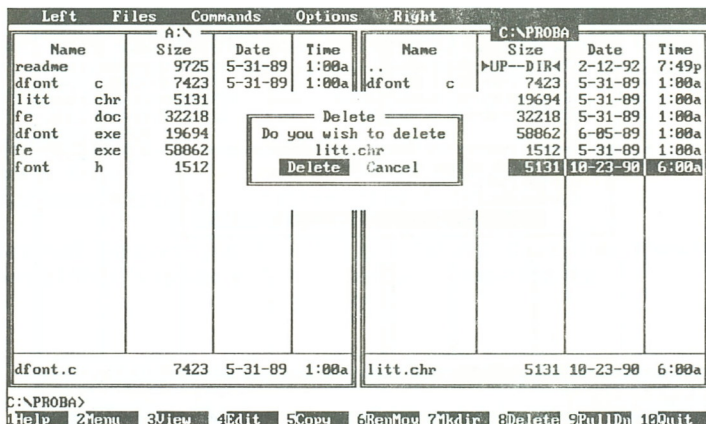 Left Files Commands Options Right
A:\ C:\PROBA
Name Size Date Time Name Size Date Time
readme 9725 5-31-89 1:00a .. ►UP--DIR◄ 2-12-92 7:49p
dfont c 7423 5-31-89 1:00a dfont c 7423 5-31-89 1:00a
litt chr 5131 19694 5-31-89 1:00a
fe doc 32218 Delete 32218 5-31-89 1:00a
dfont exe 19694 Do you wish to delete 58862 6-05-89 1:00a
fe exe 58862 litt.chr 1512 5-31-89 1:00a
font h 1512 Delete Cancel 5131 10-23-90 6:00a
dfont.c 7423 5-31-89 1:00a litt.chr 5131 10-23-90 6:00a
C:\PROBA>
1Help 2Menu 3View 4Edit 5Copy 6RenMov 7Mkdir 8Delete 9PullDn 10Quit